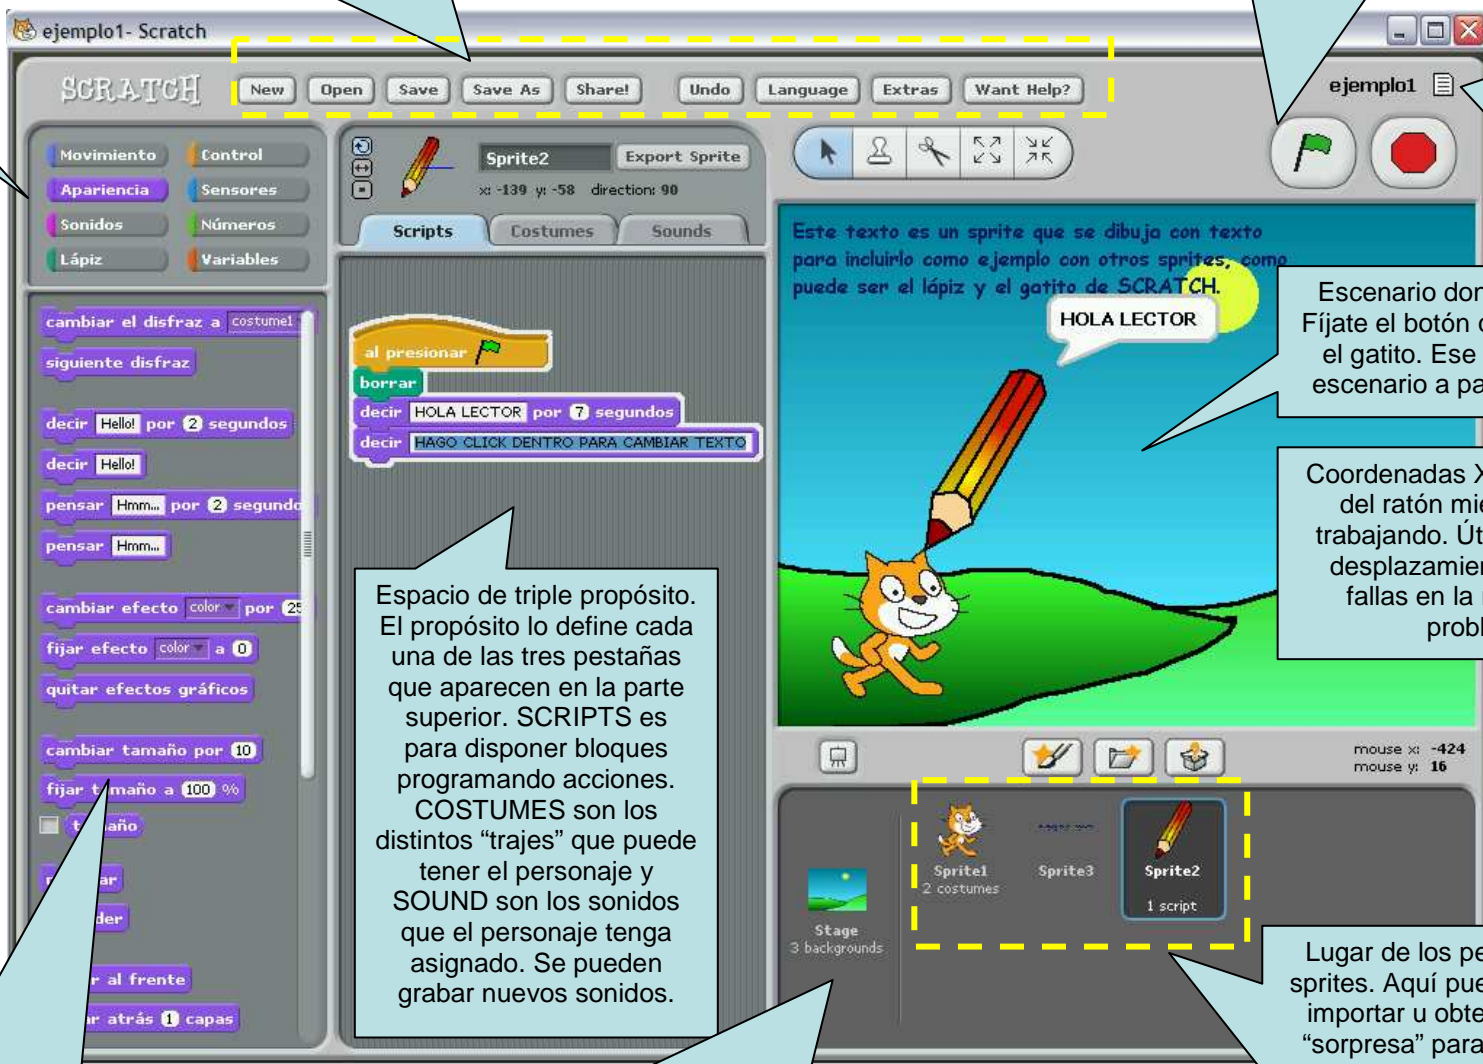 ejemplo1- Scratch
SCRATCH
New
Open
Save
Save As
Share!
Undo
Language
Extras
Want Help?
ejemplo1
Movimiento
Control
Apariencia
Sensores
Sonidos
Números
Lápiz
Variables
Sprite2
Export Sprite
x: -139 y: -58 direction: 90
Scripts
Costumes
Sounds
cambiar el disfraz a costume1
siguiente disfraz
decir Hello! por 2 segundos
decir Hello!
pensar Hmm... por 2 segundo
pensar Hmm...
cambiar efecto color por 25
fijar efecto color a 0
quitar efectos gráficos
cambiar tamaño por 10
fijar tamaño a 100 %
al frente
atrás 1 capas
al presionar
borrar
decir HOLA LECTOR por 7 segundos
decir HAGO CLICK DENTRO PARA CAMBIAR TEXTO
Espacio de triple propósito.
El propósito lo define cada
una de las tres pestañas
que aparecen en la parte
superior. SCRIPTS es
para disponer bloques
programando acciones.
COSTUMES son los
distintos “trajes” que puede
tener el personaje y
SOUND son los sonidos
que el personaje tenga
asignado. Se pueden
grabar nuevos sonidos.
Este texto es un sprite que se dibuja con texto
para incluirlo como ejemplo con otros sprites, como
puede ser el lápiz y el gatito de SCRATCH.
HOLA LECTOR
Escenario don
Fíjate el botón
el gatito. Ese
escenario a pa
Coordenadas X
del ratón mie
trabajando. Út
desplazamien
fallas en la
probl
mouse x: -424
mouse y: 16
Sprite1
2 costumes
Sprite3
Sprite2
1 script
Stage
3 backgrounds
Lugar de los pe
sprites. Aquí pue
importar u obte
“sorpresa” para